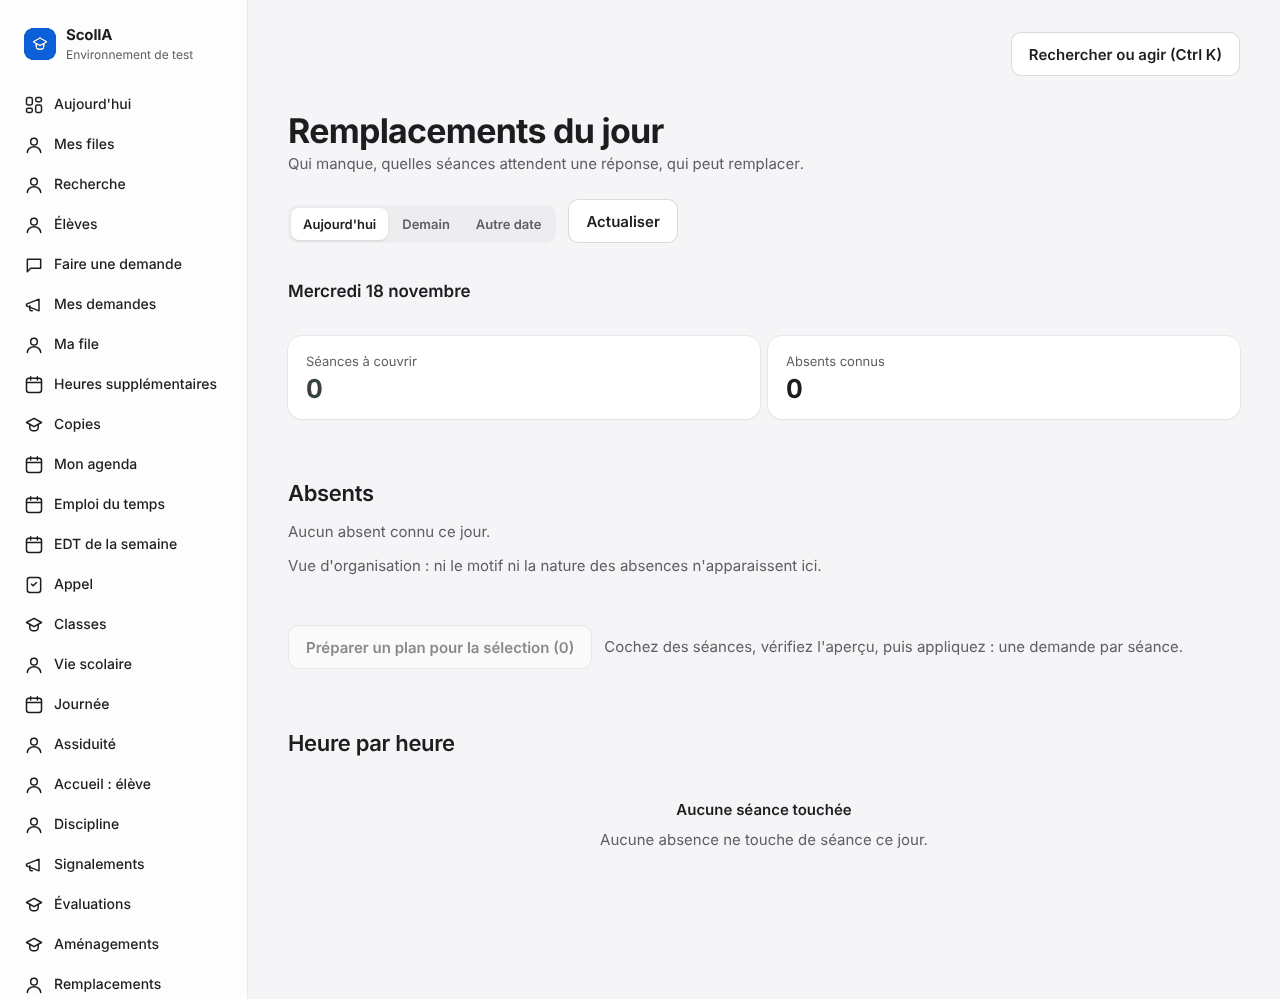 ScolIA
Environnement de test
Aujourd'hui
Mes files
Recherche
Élèves
Faire une demande
Mes demandes
Ma file
Heures supplémentaires
Copies
Mon agenda
Emploi du temps
EDT de la semaine
Appel
Classes
Vie scolaire
Journée
Assiduité
Accueil : élève
Discipline
Signalements
Évaluations
Aménagements
Remplacements
Rechercher ou agir (Ctrl K)
Remplacements du jour
Qui manque, quelles séances attendent une réponse, qui peut remplacer.
Aujourd'hui Demain Autre date Actualiser
Mercredi 18 novembre
Séances à couvrir
0
Absents connus
0
Absents
Aucun absent connu ce jour.
Vue d'organisation : ni le motif ni la nature des absences n'apparaissent ici.
Préparer un plan pour la sélection (0) Cochez des séances, vérifiez l'aperçu, puis appliquez : une demande par séance.
Heure par heure
Aucune séance touchée
Aucune absence ne touche de séance ce jour.